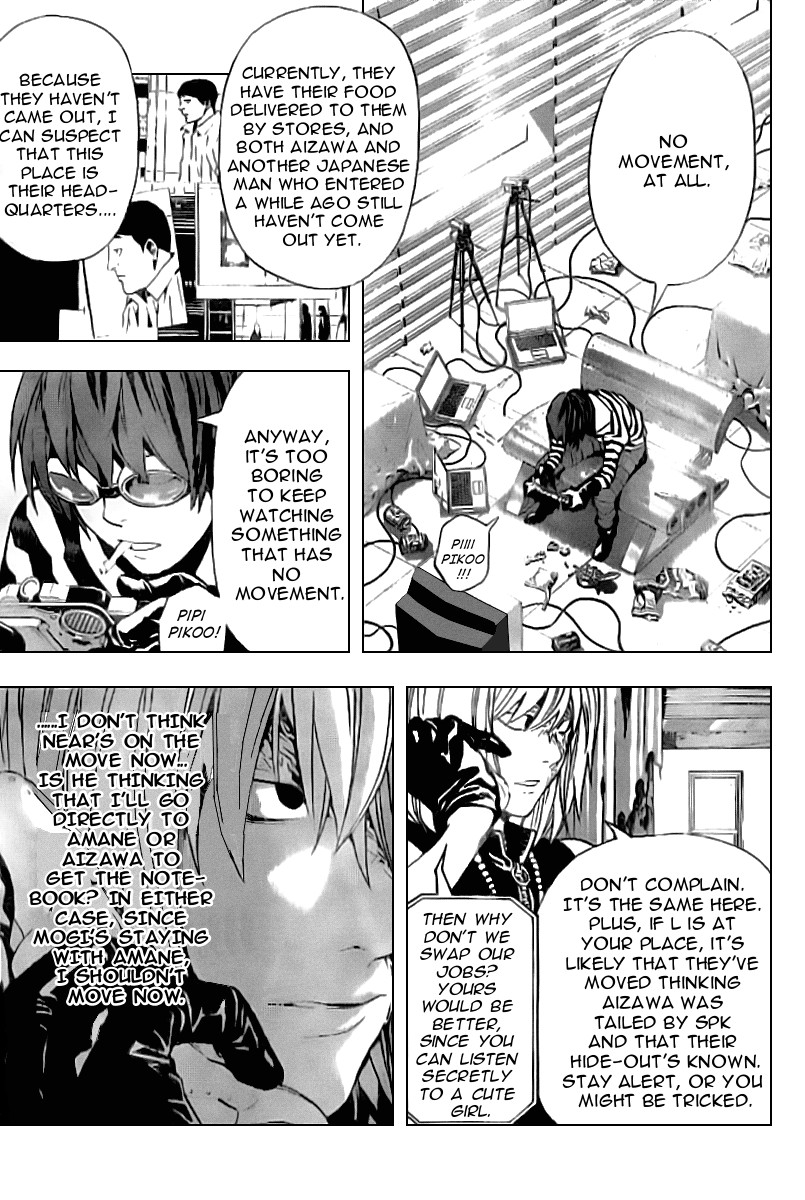 NO
MOVEMENT,
AT ALL.
CURRENTLY, THEY
HAVE THEIR FOOD
DELIVERED TO THEM
BY STORES, AND
BOTH AIZAWA AND
ANOTHER JAPANESE
MAN WHO ENTERED
A WHILE AGO STILL
HAVEN'T COME
OUT YET.
BECAUSE
THEY HAVEN'T
CAME OUT, I
CAN SUSPECT
THAT THIS
PLACE IS
THEIR HEAD-
QUARTERS....
PIIII
PIKOO
!!!
ANYWAY,
IT'S TOO
BORING
TO KEEP
WATCHING
SOMETHING
THAT HAS
NO
MOVEMENT.
PIPI
PIKOO!
DON'T COMPLAIN.
IT'S THE SAME HERE.
PLUS, IF L IS AT
YOUR PLACE, IT'S
LIKELY THAT THEY'VE
MOVED THINKING
AIZAWA WAS
TAILED BY SPK
AND THAT THEIR
HIDE-OUT'S KNOWN.
STAY ALERT, OR YOU
MIGHT BE TRICKED.
THEN WHY
DON'T WE
SWAP OUR
JOBS?
YOURS
WOULD BE
BETTER,
SINCE YOU
CAN LISTEN
SECRETLY
TO A CUTE
GIRL.
......I DON'T THINK
NEAR'S ON THE
MOVE NOW...
IS HE THINKING
THAT I'LL GO
DIRECTLY TO
AMANE OR
AIZAWA TO
GET THE NOTE-
BOOK? IN EITHER
CASE, SINCE
MOGI'S STAYING
WITH AMANE,
I SHOULDN'T
MOVE NOW.